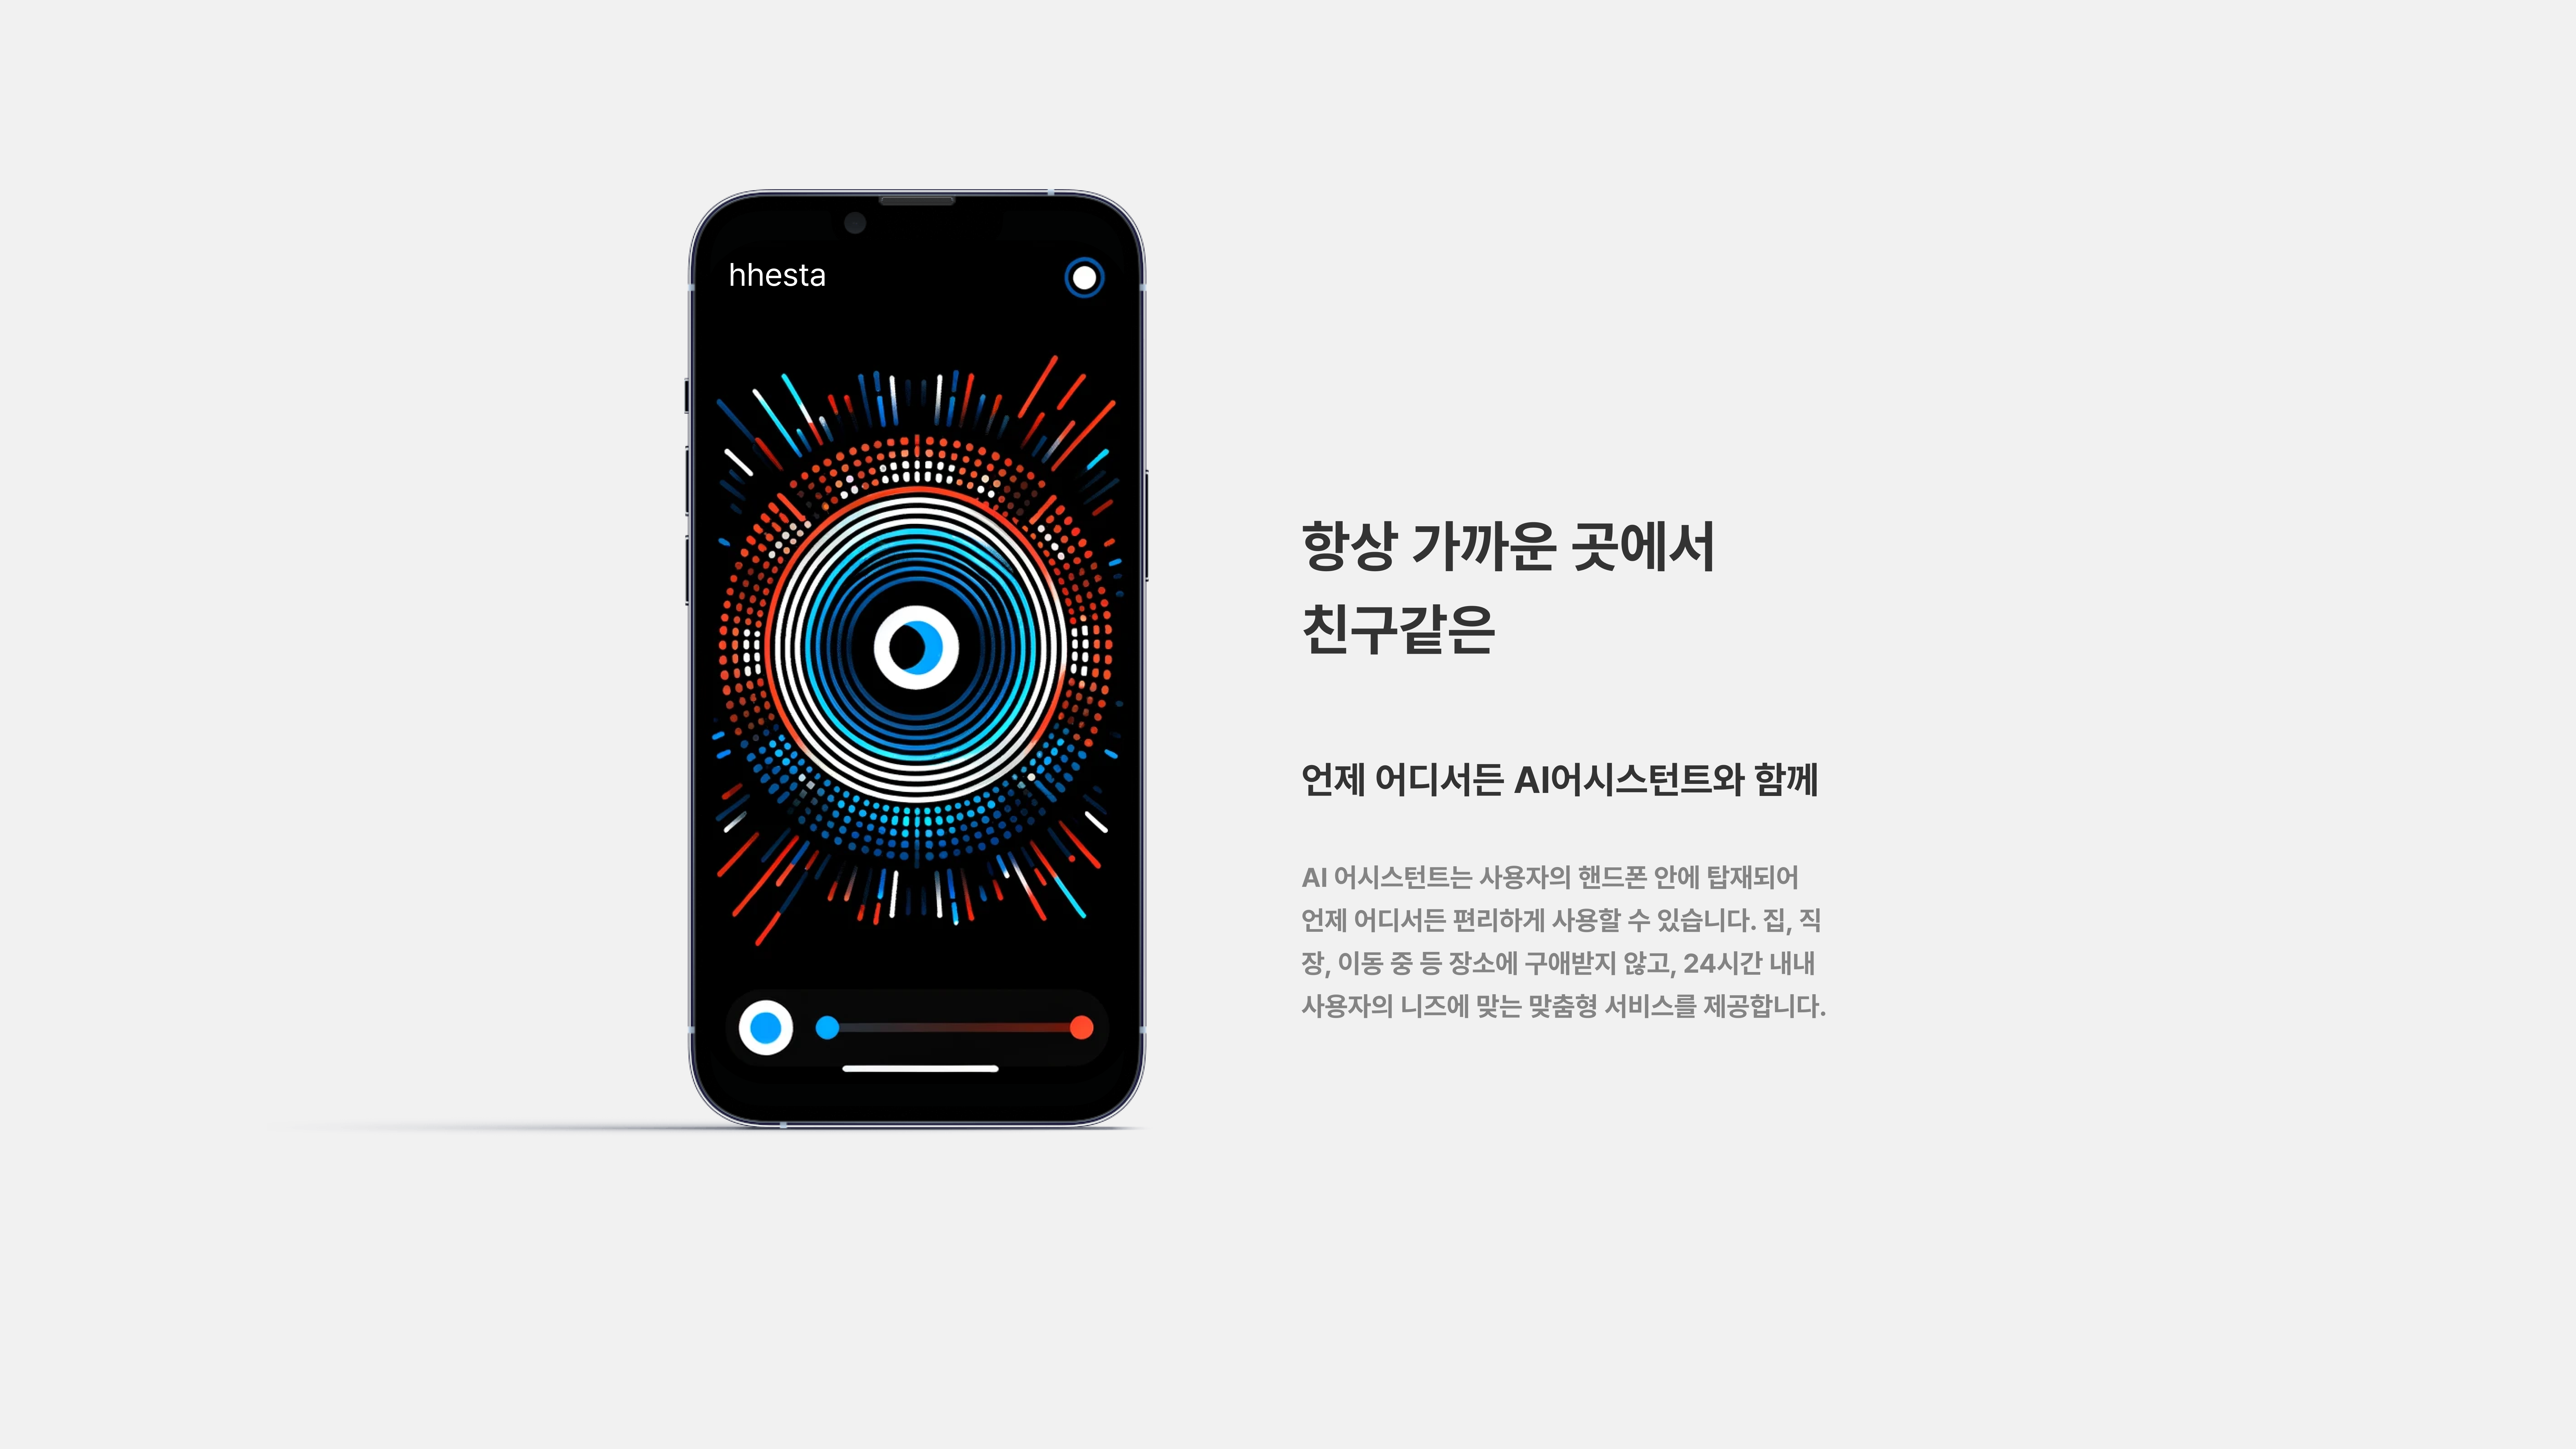 hhesta
항상 가까운 곳에서
친구같은
언제 어디서든 AI어시스턴트와 함께
AI 어시스턴트는 사용자의 핸드폰 안에 탑재되어
언제 어디서든 편리하게 사용할 수 있습니다. 집, 직
장, 이동 중 등 장소에 구애받지 않고, 24시간 내내
사용자의 니즈에 맞는 맞춤형 서비스를 제공합니다.